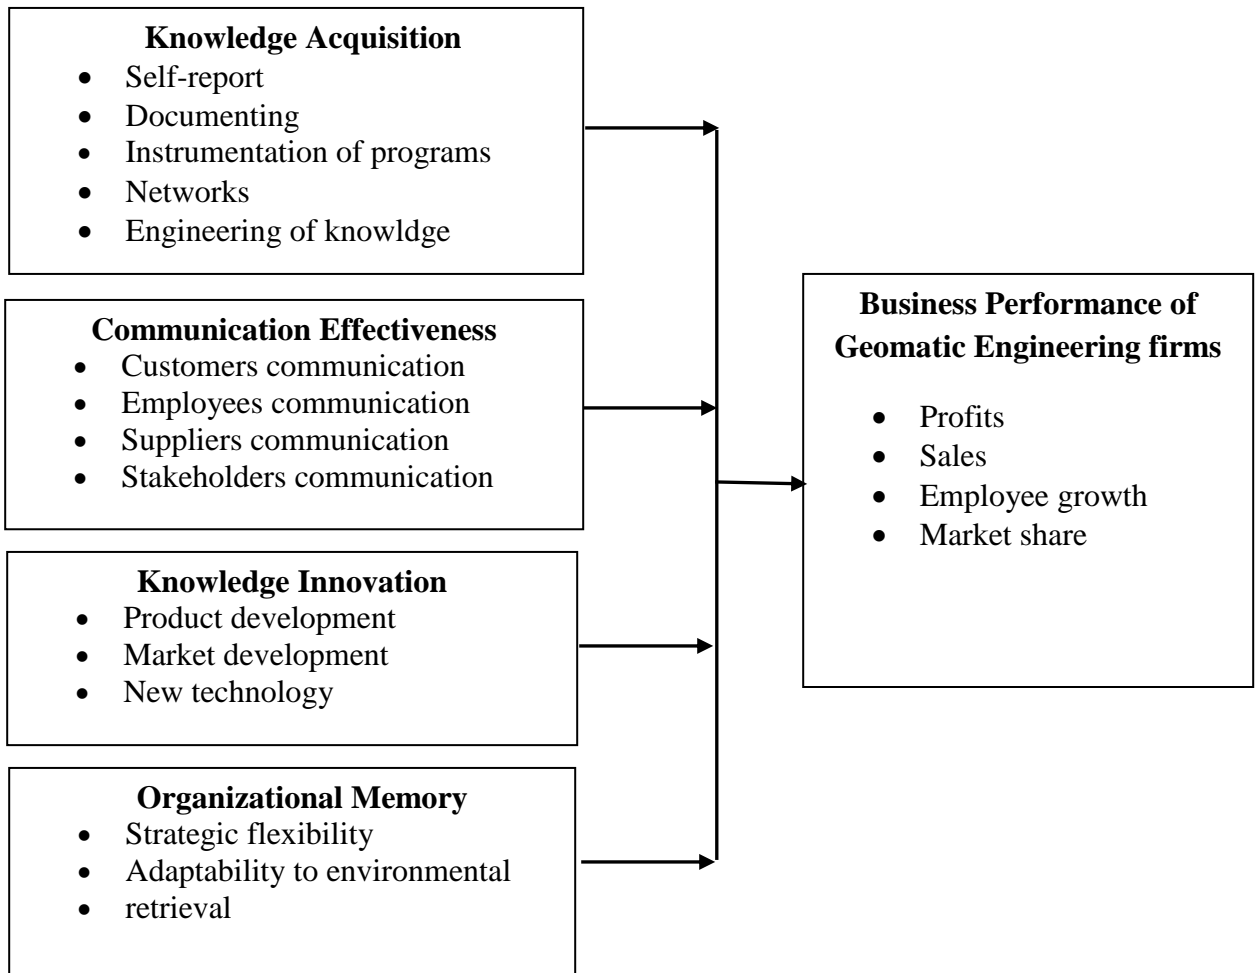 Knowledge Acquisition
• Self-report
• Documenting
• Instrumentation of programs
• Networks
• Engineering of knowldge
Communication Effectiveness
• Customers communication
• Employees communication
• Suppliers communication
• Stakeholders communication
Knowledge Innovation
• Product development
• Market development
• New technology
Organizational Memory
• Strategic flexibility
• Adaptability to environmental
• retrieval
Business Performance of
Geomatic Engineering firms
• Profits
• Sales
• Employee growth
• Market share